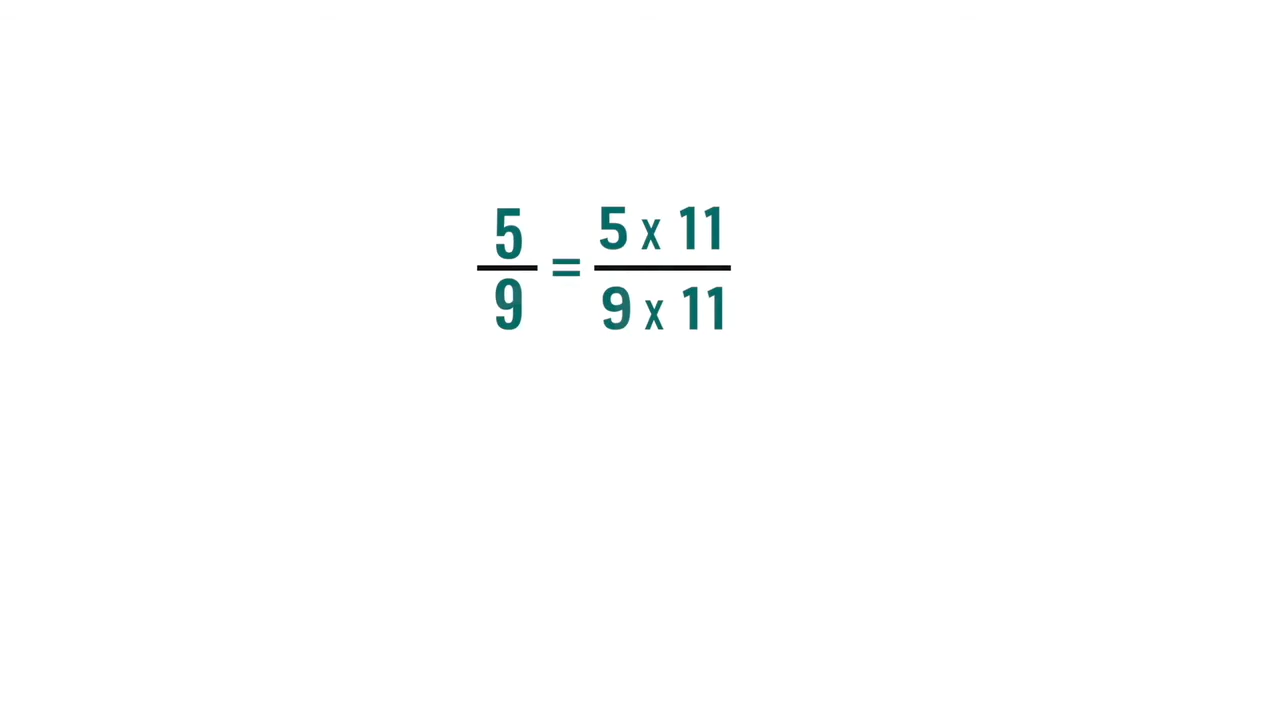 5/9 = 5 x 11/9 x 11